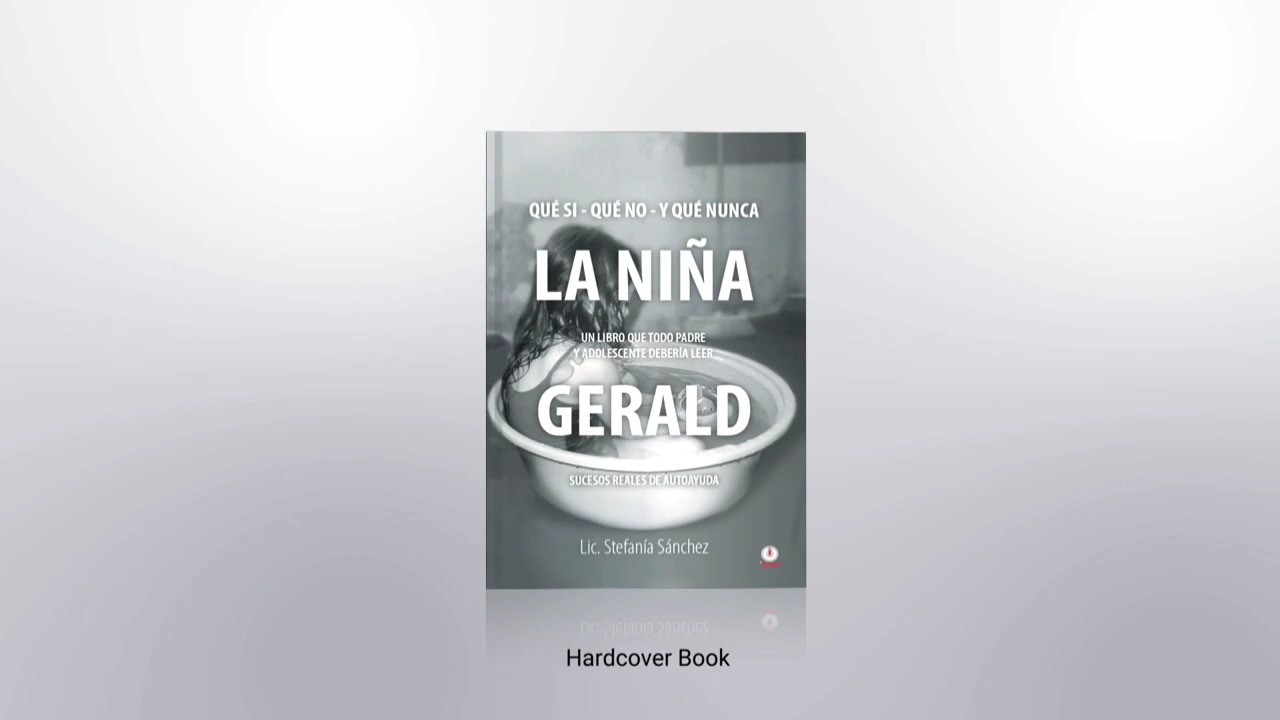 QUÉ SI - QUÉ NO - Y QUÉ NUNCA
LA NIÑA
UN LIBRO QUE TODO PADRE
Y ADOLESCENTE DEBERÍA LEER
GERALD
SUCESOS REALES DE AUTOAYUDA
Lic. Stefanía Sánchez
Hardcover Book